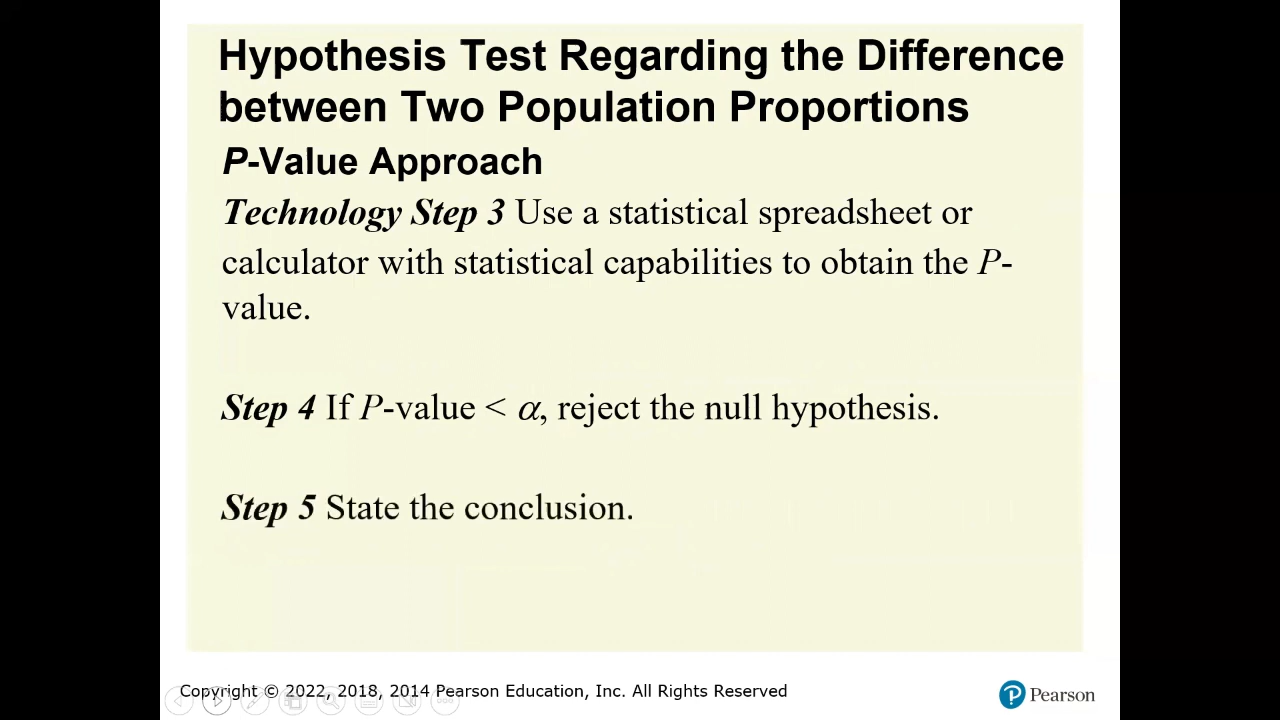 Hypothesis Test Regarding the Difference
between Two Population Proportions
P-Value Approach
Technology Step 3 Use a statistical spreadsheet or
calculator with statistical capabilities to obtain the P-
value.
Step 4 If P-value < α, reject the null hypothesis.
Step 5 State the conclusion.
Copyright © 2022, 2018, 2014 Pearson Education, Inc. All Rights Reserved
Pearson